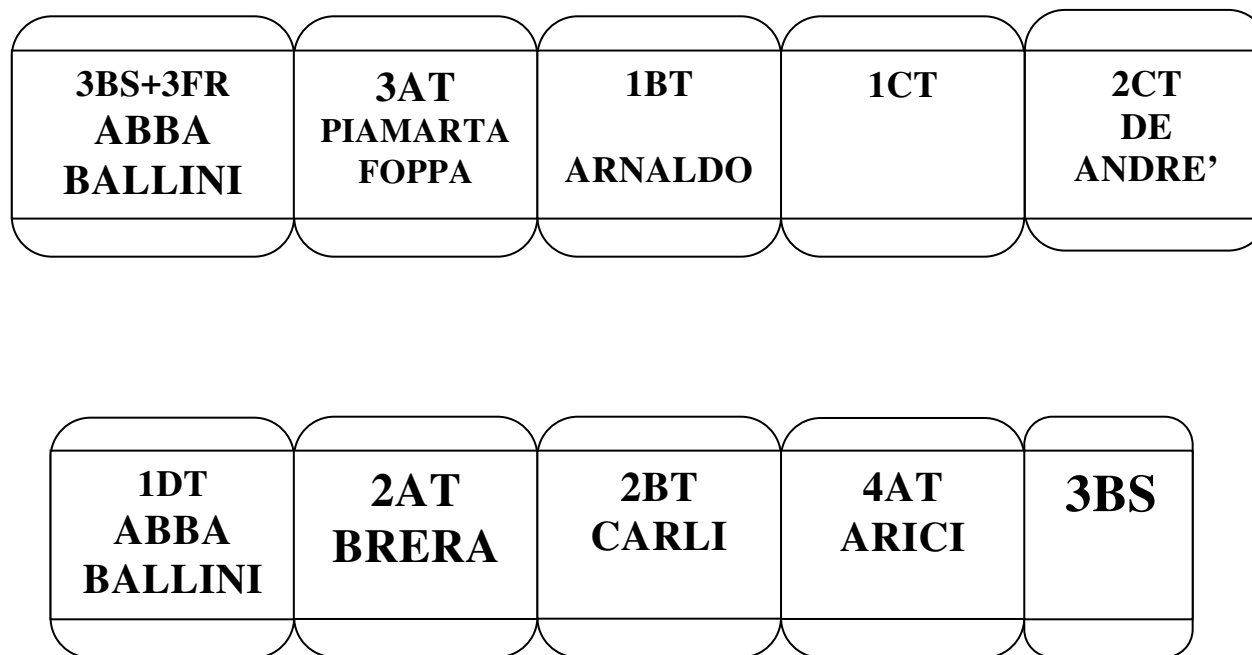 3BS+3FR
ABBA
BALLINI
3AT
PIAMARTA
FOPPA
1BT
ARNALDO
1CT
2CT
DE
ANDRE’
1DT
ABBA
BALLINI
2AT
BRERA
2BT
CARLI
4AT
ARICI
3BS